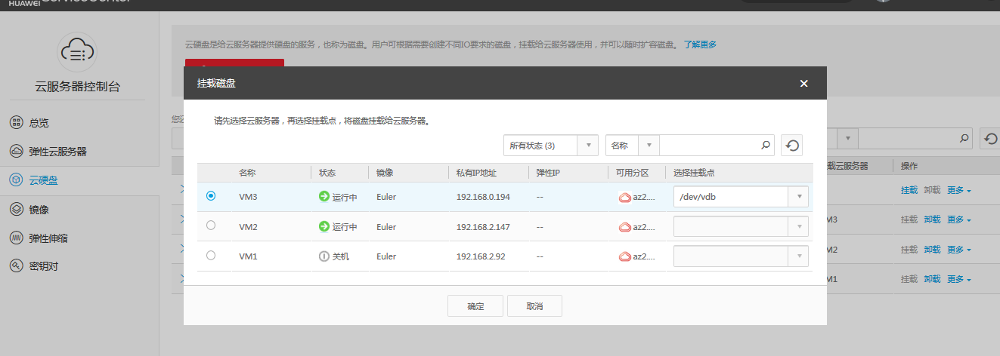 HUAWEI
云硬盘是给云服务器提供硬盘的服务，也称为磁盘。用户可根据需要创建不同IO要求的磁盘，挂载给云服务器使用，并可以随时扩容磁盘。 了解更多
云服务器控制台
总览
弹性云服务器
云硬盘
镜像
弹性伸缩
密钥对
挂载磁盘
请先选择云服务器，再选择挂载点，将磁盘挂载给云服务器。
所有状态 (3) 名称
名称 状态 镜像 私有IP地址 弹性IP 可用分区 选择挂载点
VM3 运行中 Euler 192.168.0.194 -- az2.... /dev/vdb
VM2 运行中 Euler 192.168.2.147 -- az2....
VM1 关机 Euler 192.168.2.92 -- az2....
确定 取消
载云服务器 操作
挂载 卸载 更多
M3 挂载 卸载 更多
M2 挂载 卸载 更多
M1 挂载 卸载 更多